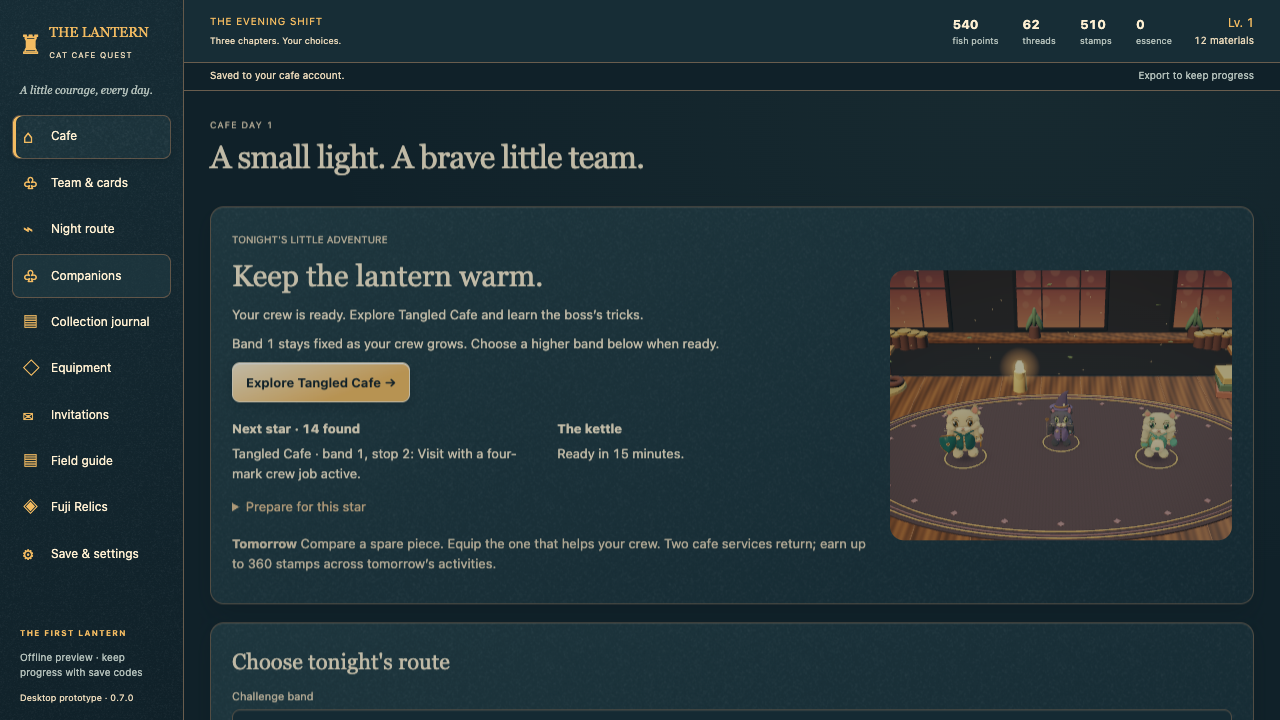 THE LANTERN
CAT CAFE QUEST
A little courage, every day.
Cafe
Team & cards
Night route
Companions
Collection journal
Equipment
Invitations
Field guide
Fuji Relics
Save & settings
THE FIRST LANTERN
Offline preview · keep
progress with save codes
Desktop prototype · 0.7.0
THE EVENING SHIFT
Three chapters. Your choices.
540
fish points
62
threads
510
stamps
0
essence
Lv. 1
12 materials
Saved to your cafe account.
Export to keep progress
CAFE DAY 1
A small light. A brave little team.
TONIGHT'S LITTLE ADVENTURE
Keep the lantern warm.
Your crew is ready. Explore Tangled Cafe and learn the boss’s tricks.
Band 1 stays fixed as your crew grows. Choose a higher band below when ready.
Explore Tangled Cafe →
Next star · 14 found
Tangled Cafe · band 1, stop 2: Visit with a four-
mark crew job active.
The kettle
Ready in 15 minutes.
Prepare for this star
Tomorrow Compare a spare piece. Equip the one that helps your crew. Two cafe services return; earn up
to 360 stamps across tomorrow’s activities.
Choose tonight's route
Challenge band